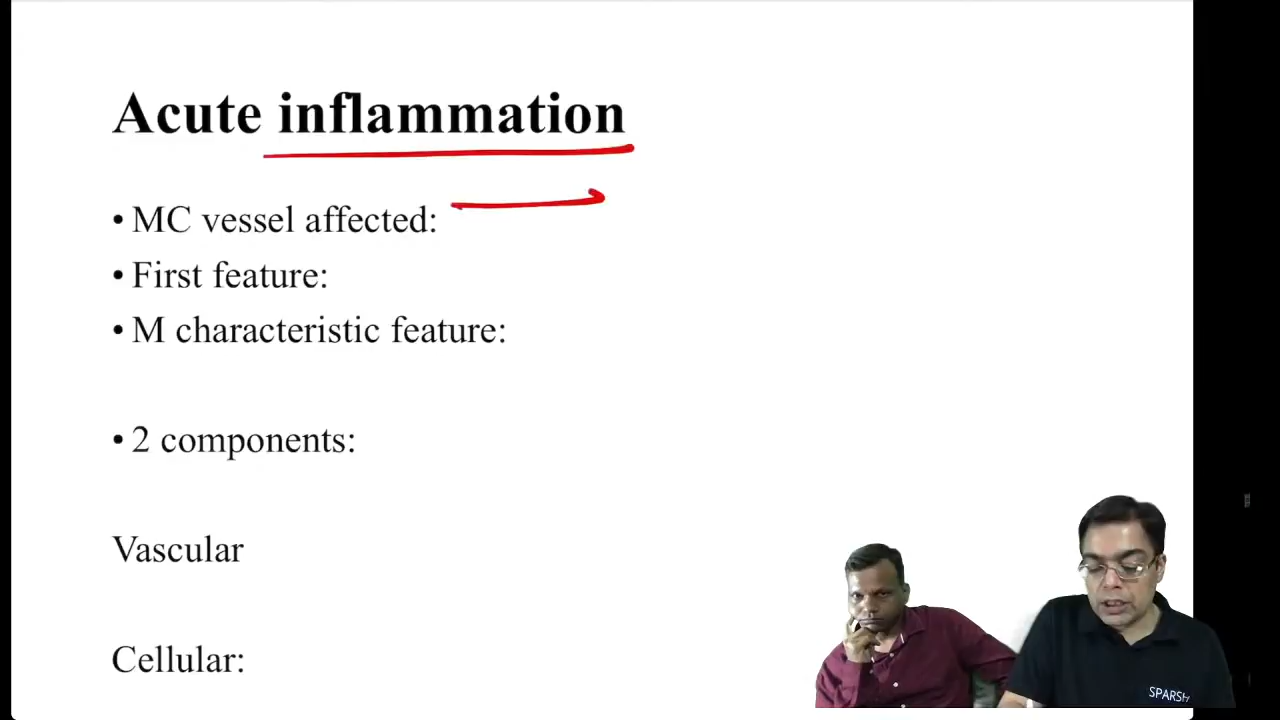 Acute inflammation
• MC vessel affected:
• First feature:
• M characteristic feature:
• 2 components:
Vascular
Cellular:
SPARSH